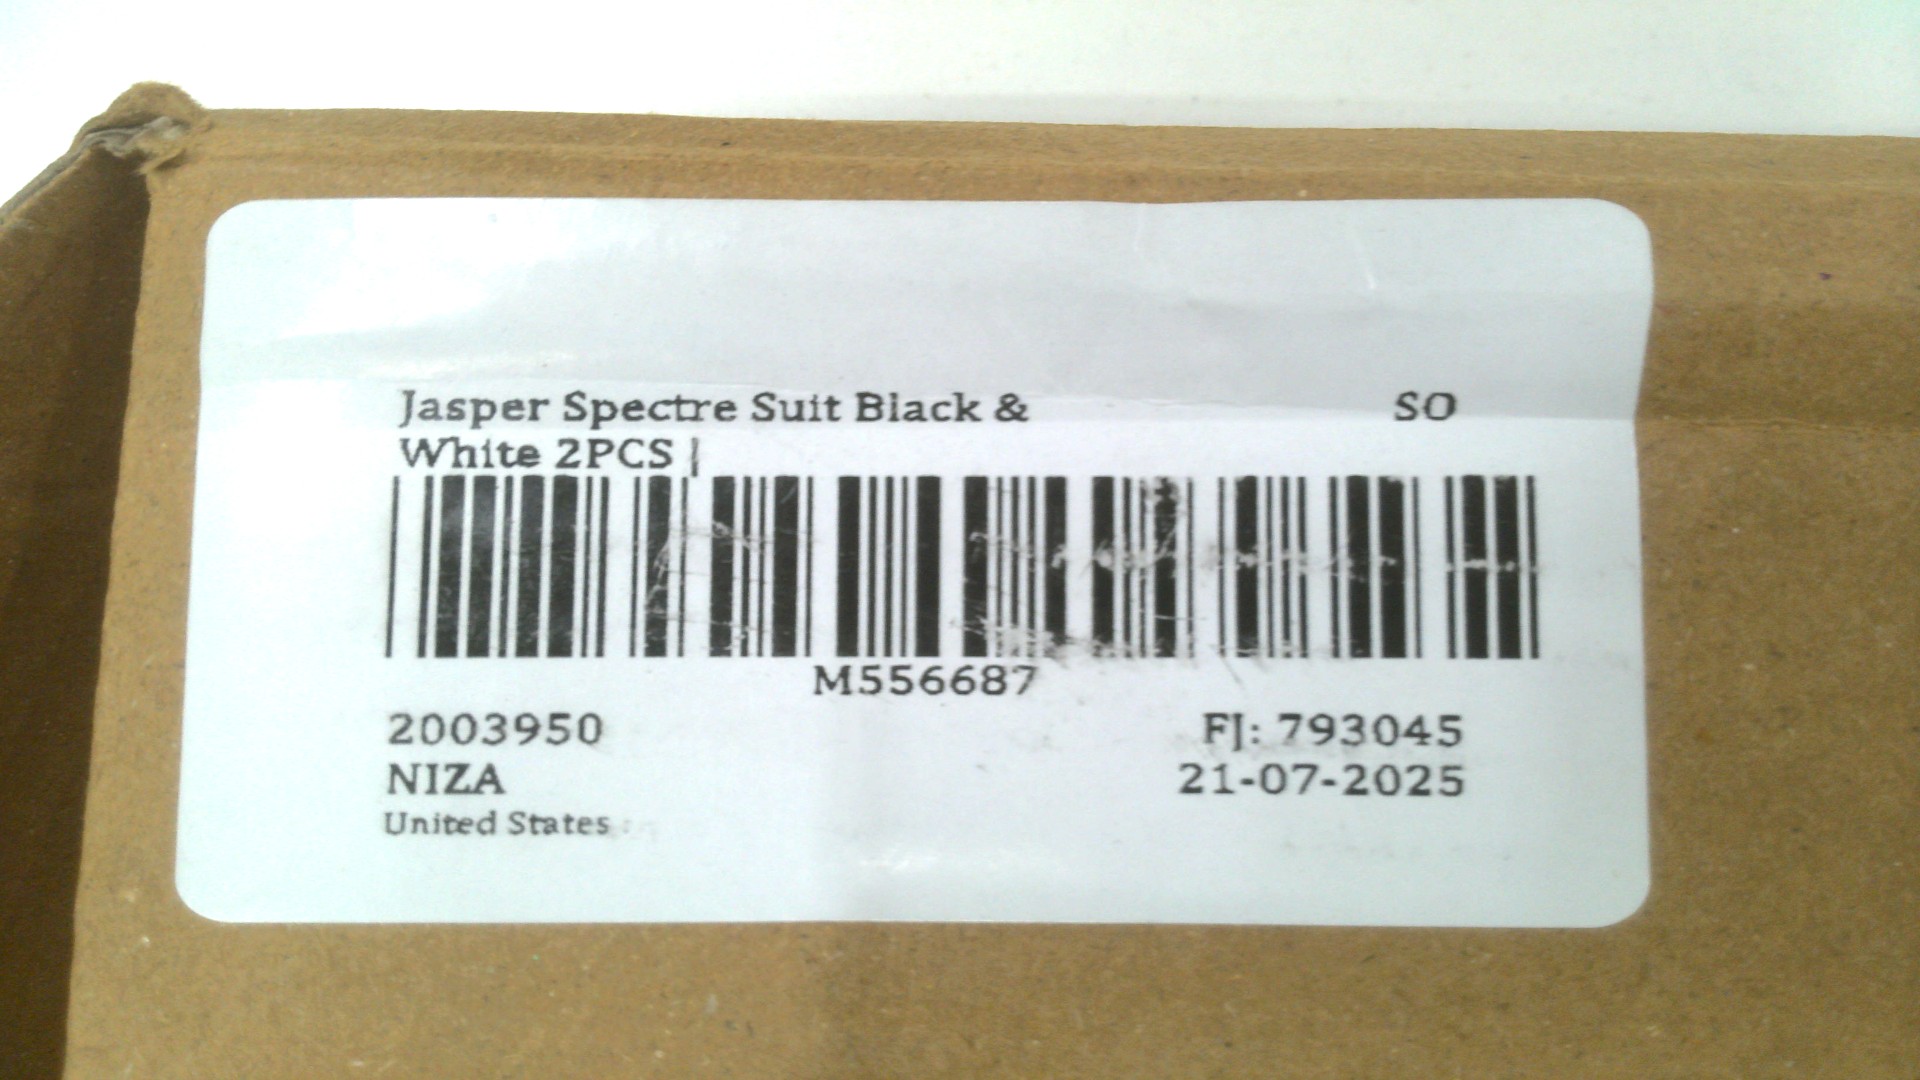 Jasper Spectre Suit Black & SO
White 2PCS |
M556687
2003950 FJ: 793045
NIZA 21-07-2025
United States